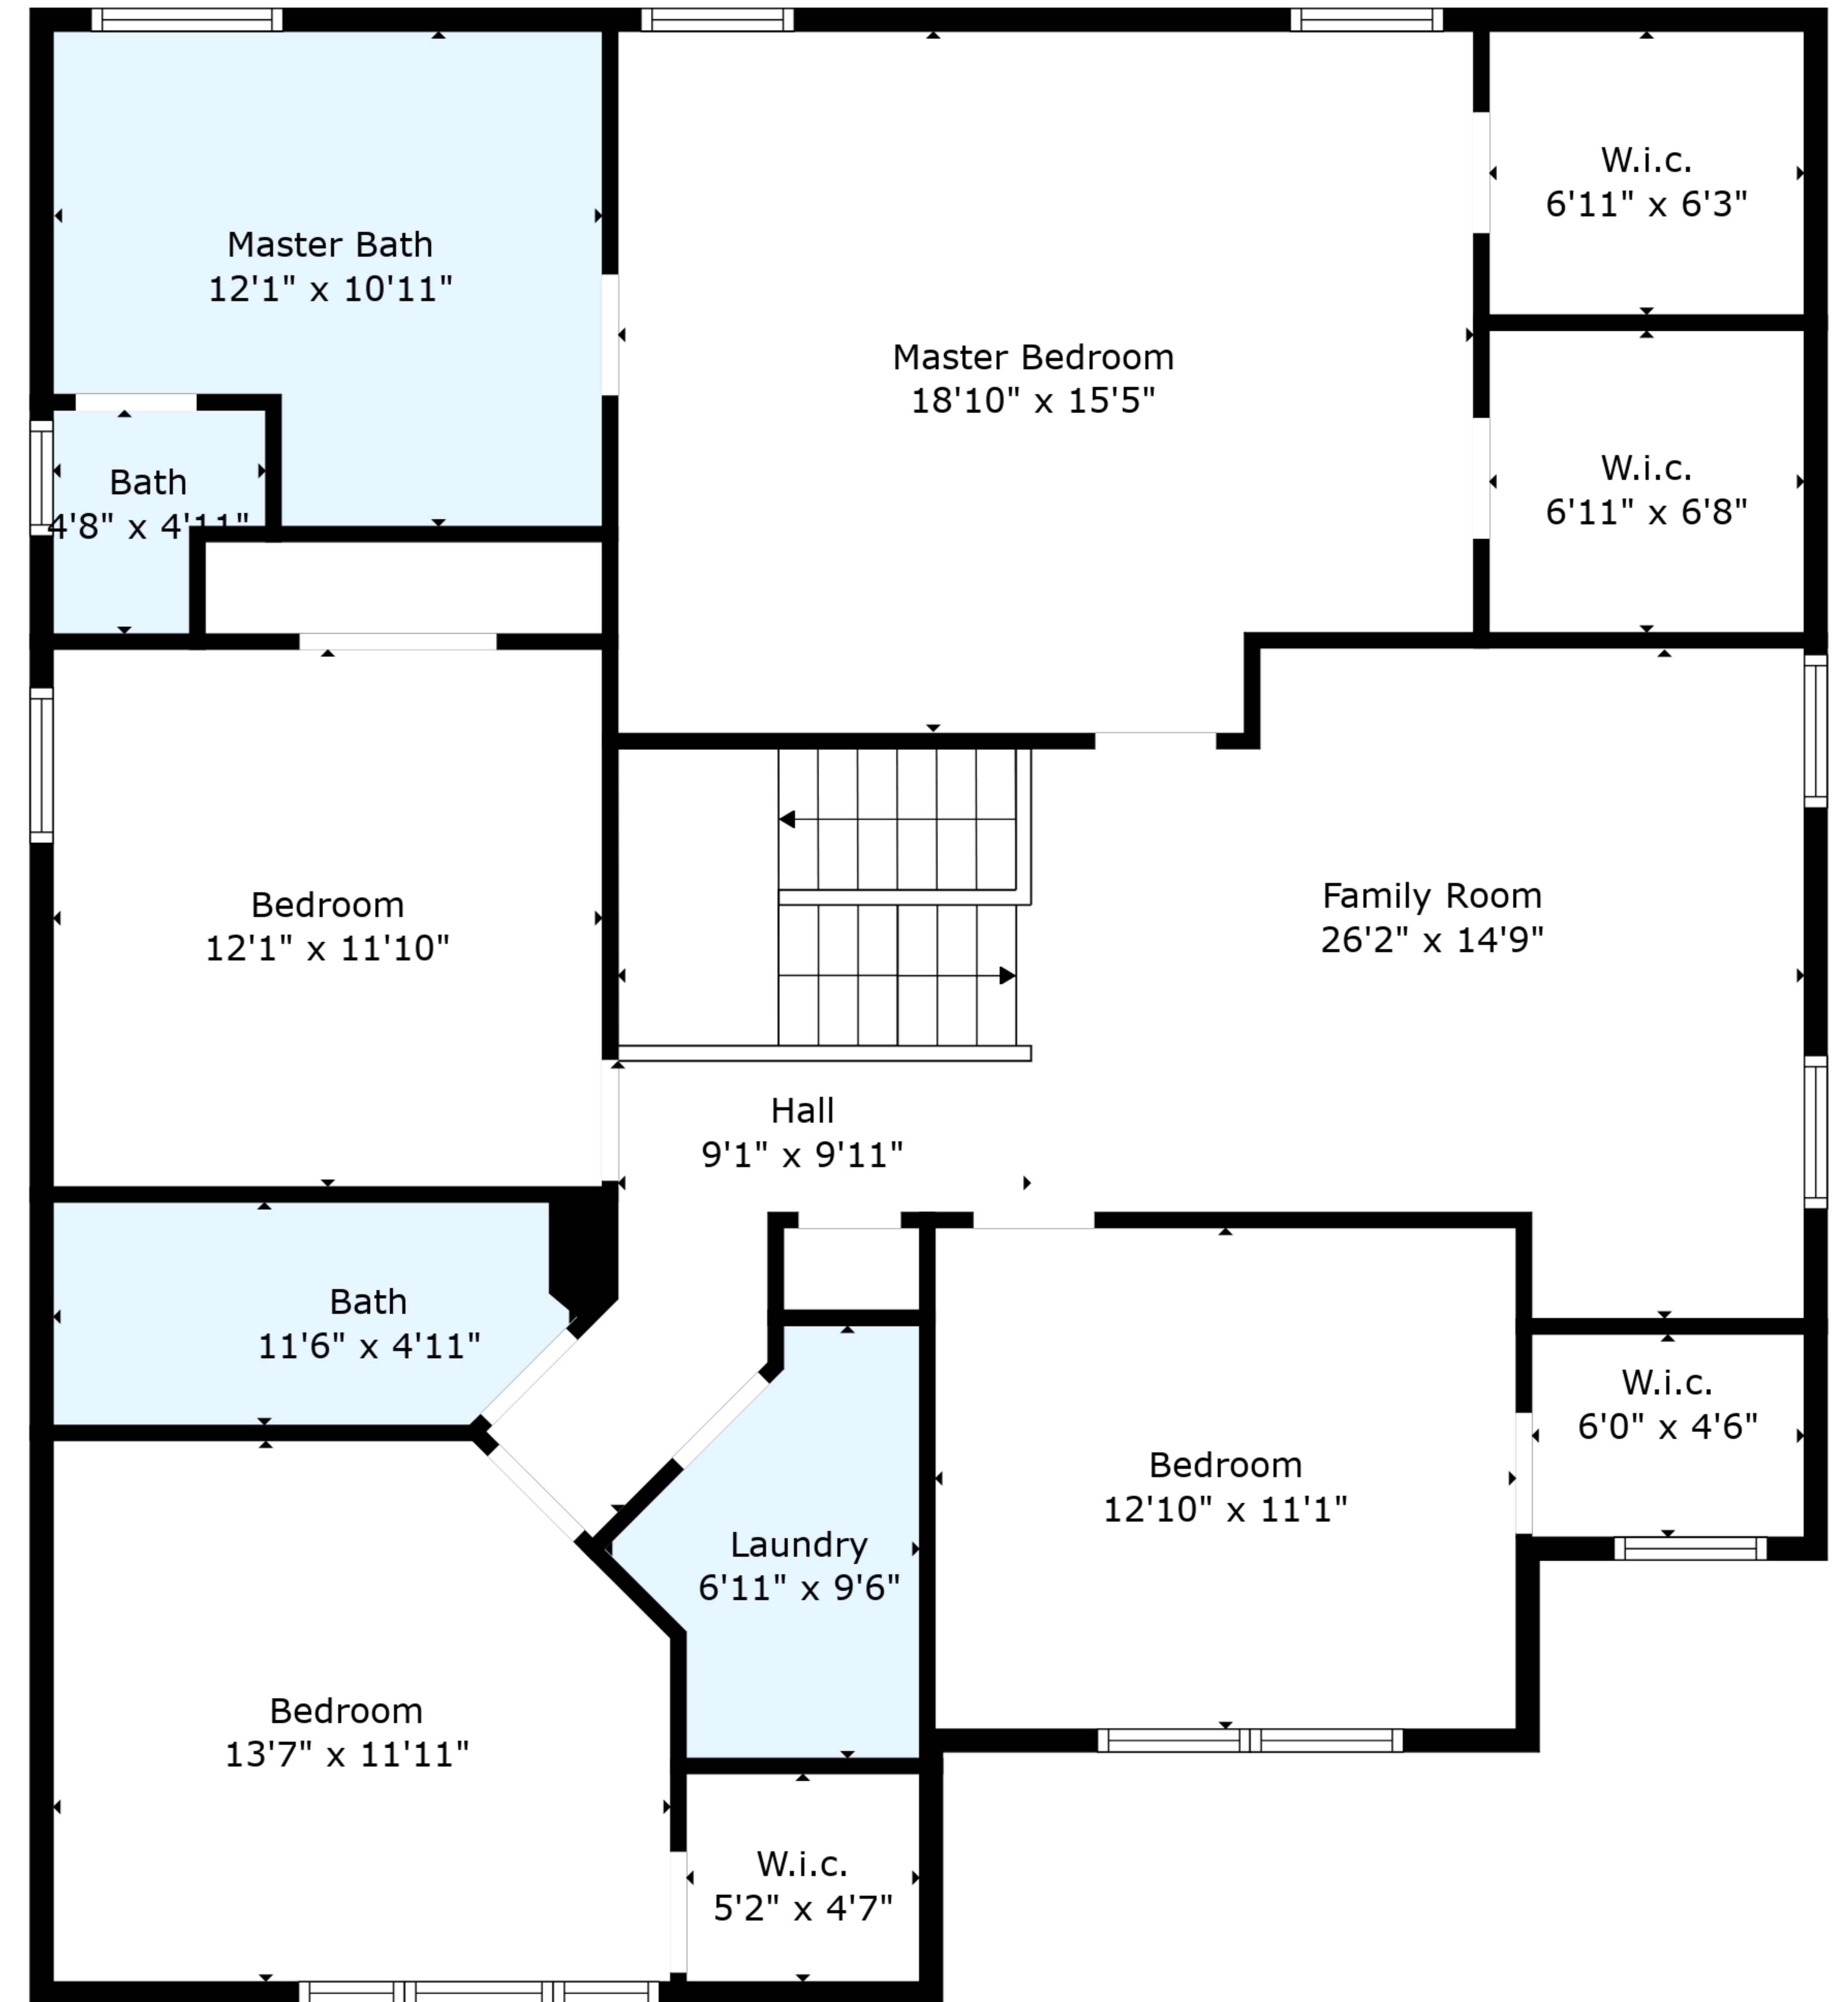 W.i.c.
6'11" x 6'3"
Master Bath
12'1" x 10'11"
Master Bedroom
18'10" x 15'5"
W.i.c.
6'11" x 6'8"
Bath
4'8" x 4'11"
Family Room
26'2" x 14'9"
Bedroom
12'1" x 11'10"
Hall
9'1" x 9'11"
Bath
11'6" x 4'11"
W.i.c.
6'0" x 4'6"
Bedroom
12'10" x 11'1"
Laundry
6'11" x 9'6"
Bedroom
13'7" x 11'11"
W.i.c.
5'2" x 4'7"